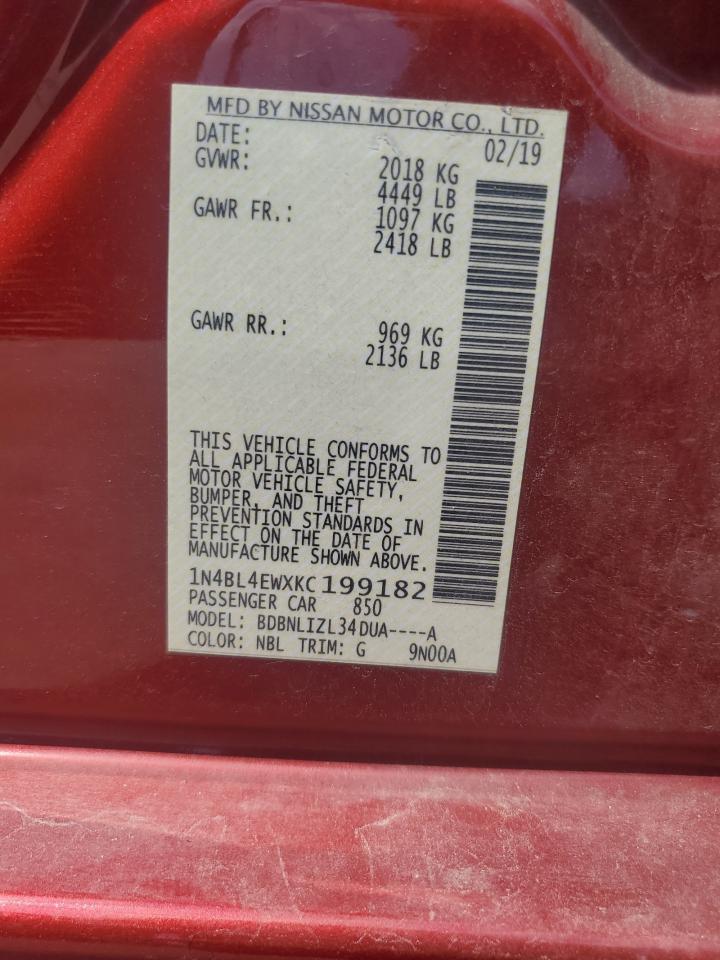 MFD BY NISSAN MOTOR CO., LTD.
DATE: 02/19
GVWR: 2018 KG
4449 LB
GAWR FR.: 1097 KG
2418 LB
GAWR RR.: 969 KG
2136 LB
THIS VEHICLE CONFORMS TO
ALL APPLICABLE FEDERAL
MOTOR VEHICLE SAFETY,
BUMPER, AND THEFT
PREVENTION STANDARDS IN
EFFECT ON THE DATE OF
MANUFACTURE SHOWN ABOVE.
1N4BL4EWXKC199182
PASSENGER CAR 850
MODEL: BDBNLIZL34DUA----A
COLOR: NBL TRIM: G 9N00A